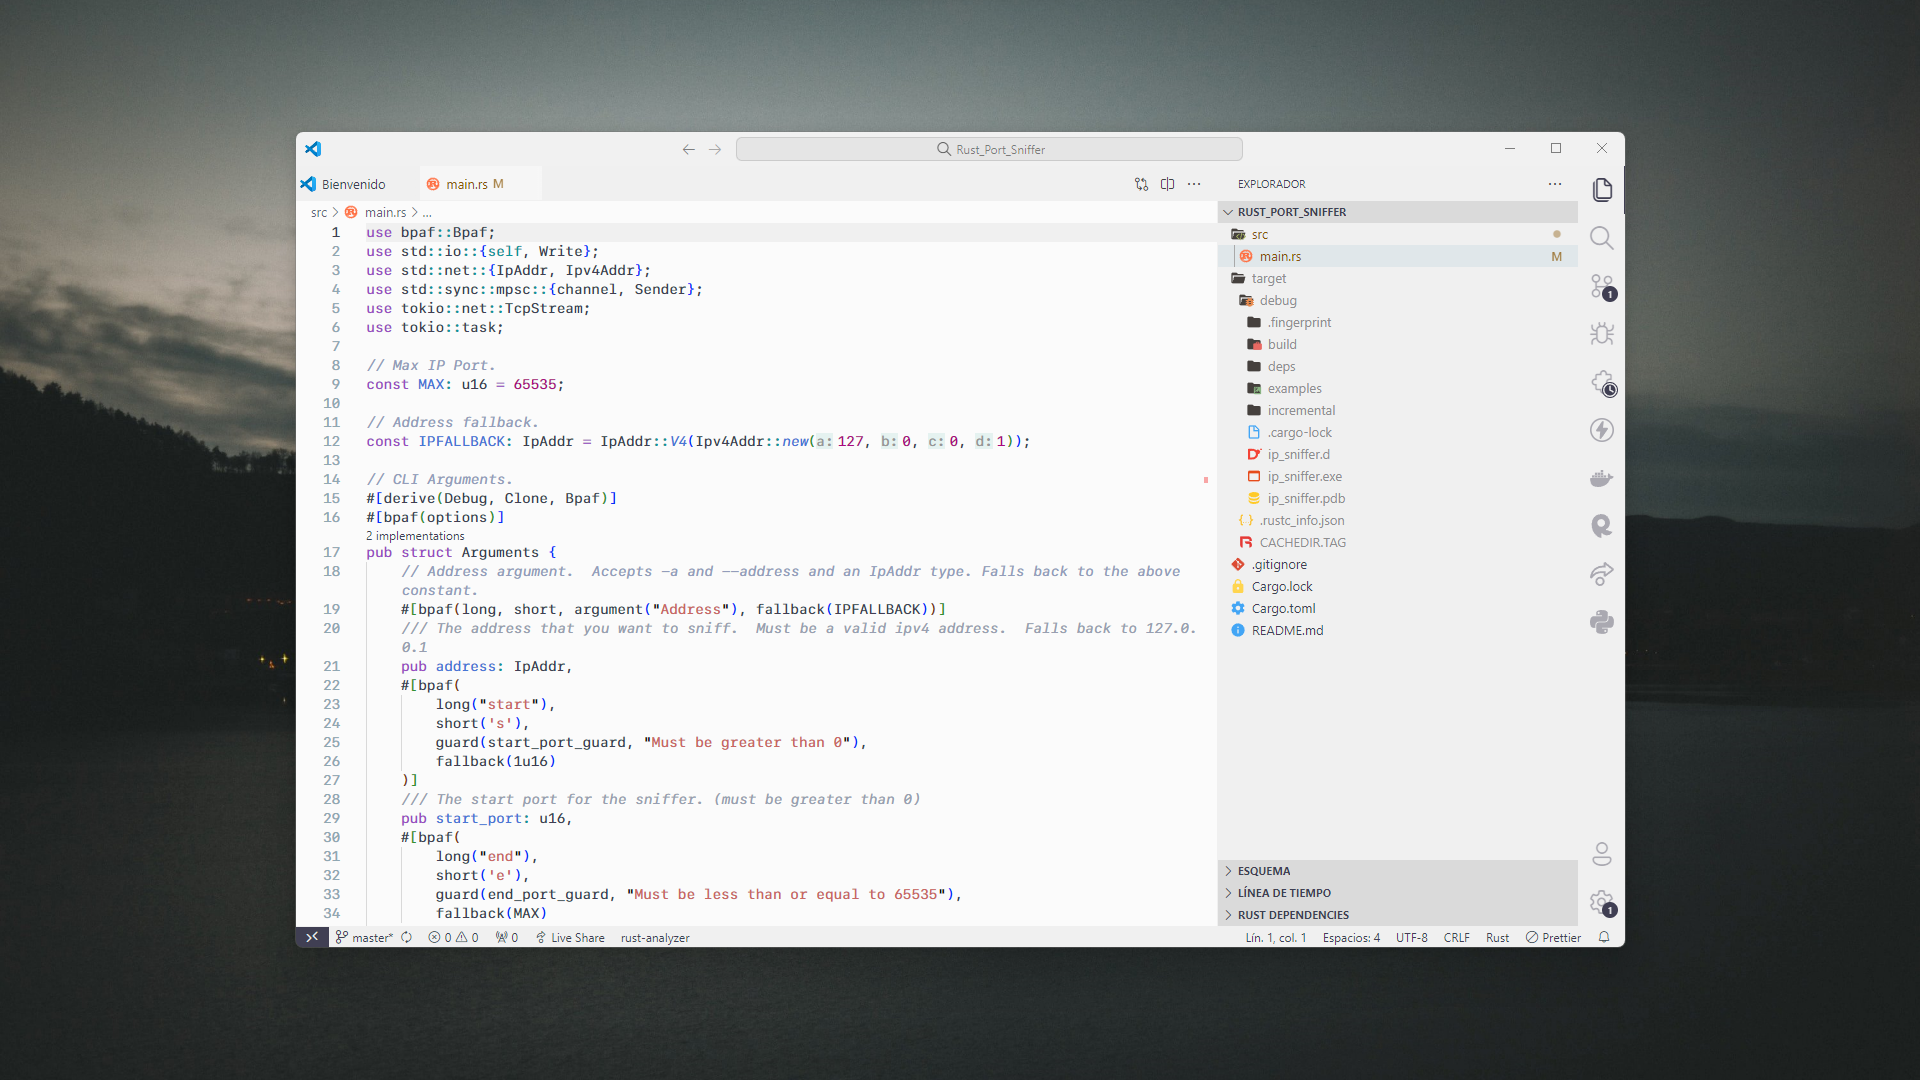 Rust_Port_Sniffer
Bienvenido
main.rs M
src > main.rs > ...
1 use bpaf::Bpaf;
2 use std::io::{self, Write};
3 use std::net::{IpAddr, Ipv4Addr};
4 use std::sync::mpsc::{channel, Sender};
5 use tokio::net::TcpStream;
6 use tokio::task;
7
8 // Max IP Port.
9 const MAX: u16 = 65535;
10
11 // Address fallback.
12 const IPFALLBACK: IpAddr = IpAddr::V4(Ipv4Addr::new(a: 127, b: 0, c: 0, d: 1));
13
14 // CLI Arguments.
15 #[derive(Debug, Clone, Bpaf)]
16 #[bpaf(options)]
2 implementations
17 pub struct Arguments {
18 // Address argument.  Accepts -a and --address and an IpAddr type. Falls back to the above
constant.
19 #[bpaf(long, short, argument("Address"), fallback(IPFALLBACK))]
20 /// The address that you want to sniff.  Must be a valid ipv4 address.  Falls back to 127.0.
0.1
21 pub address: IpAddr,
22 #[bpaf(
23 long("start"),
24 short('s'),
25 guard(start_port_guard, "Must be greater than 0"),
26 fallback(1u16)
27 )]
28 /// The start port for the sniffer. (must be greater than 0)
29 pub start_port: u16,
30 #[bpaf(
31 long("end"),
32 short('e'),
33 guard(end_port_guard, "Must be less than or equal to 65535"),
34 fallback(MAX)
EXPLORADOR
RUST_PORT_SNIFFER
src
main.rs M
target
debug
.fingerprint
build
deps
examples
incremental
.cargo-lock
ip_sniffer.d
ip_sniffer.exe
ip_sniffer.pdb
.rustc_info.json
CACHEDIR.TAG
.gitignore
Cargo.lock
Cargo.toml
README.md
ESQUEMA
LÍNEA DE TIEMPO
RUST DEPENDENCIES
1
1
master* 0 0 0 Live Share rust-analyzer
Lín. 1, col. 1 Espacios: 4 UTF-8 CRLF Rust Prettier